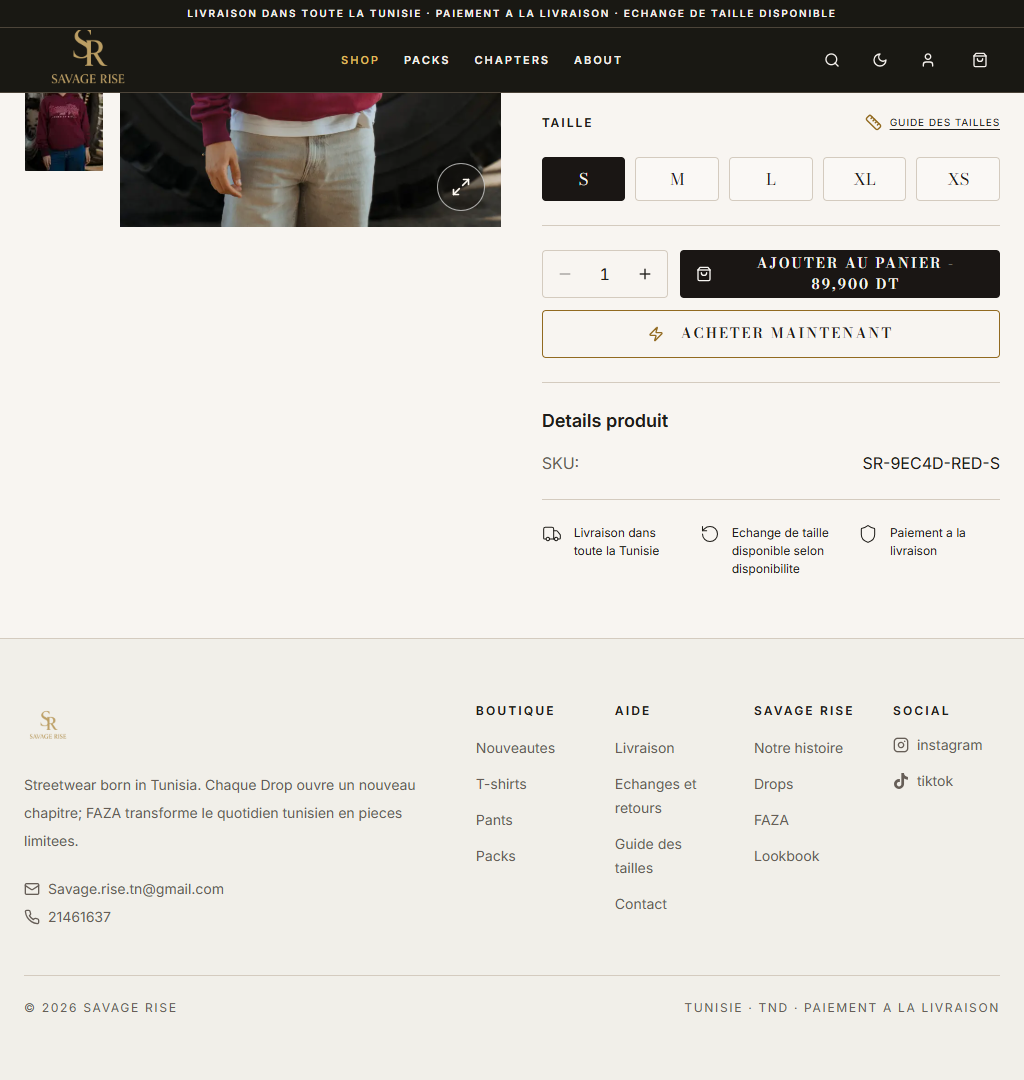 LIVRAISON DANS TOUTE LA TUNISIE · PAIEMENT A LA LIVRAISON · ECHANGE DE TAILLE DISPONIBLE
SR
SAVAGE RISE
SHOP
PACKS
CHAPTERS
ABOUT
TAILLE
GUIDE DES TAILLES
S
M
L
XL
XS
1
AJOUTER AU PANIER -
89,900 DT
ACHETER MAINTENANT
Details produit
SKU:
SR-9EC4D-RED-S
Livraison dans
toute la Tunisie
Echange de taille
disponible selon
disponibilite
Paiement a la
livraison
SR
SAVAGE RISE
Streetwear born in Tunisia. Chaque Drop ouvre un nouveau
chapitre; FAZA transforme le quotidien tunisien en pieces
limitees.
Savage.rise.tn@gmail.com
21461637
BOUTIQUE
Nouveautes
T-shirts
Pants
Packs
AIDE
Livraison
Echanges et
retours
Guide des
tailles
Contact
SAVAGE RISE
Notre histoire
Drops
FAZA
Lookbook
SOCIAL
instagram
tiktok
© 2026 SAVAGE RISE
TUNISIE · TND · PAIEMENT A LA LIVRAISON